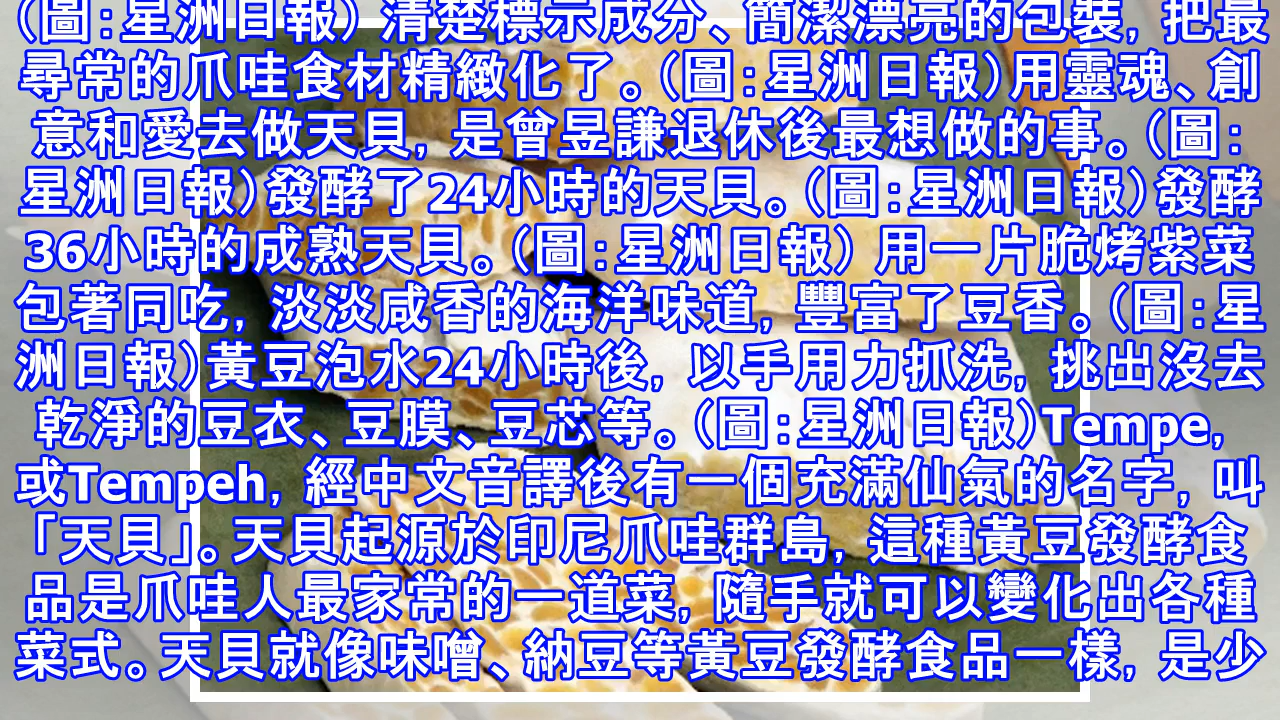 (圖：星洲日報) 清楚標示成分、簡潔漂亮的包裝, 把最
尋常的爪哇食材精緻化了。(圖：星洲日報)用靈魂、創
意和愛去做天貝, 是曾昱謙退休後最想做的事。(圖：
星洲日報)發酵了24小時的天貝。(圖：星洲日報)發酵
36小時的成熟天貝。(圖：星洲日報) 用一片脆烤紫菜
包著同吃, 淡淡咸香的海洋味道, 豐富了豆香。(圖：星
洲日報)黃豆泡水24小時後, 以手用力抓洗, 挑出沒去
乾淨的豆衣、豆膜、豆芯等。(圖：星洲日報)Tempe,
或Tempeh, 經中文音譯後有一個充滿仙氣的名字, 叫
「天貝」。天貝起源於印尼爪哇群島, 這種黃豆發酵食
品是爪哇人最家常的一道菜, 隨手就可以變化出各種
菜式。天貝就像味噌、納豆等黃豆發酵食品一樣, 是少